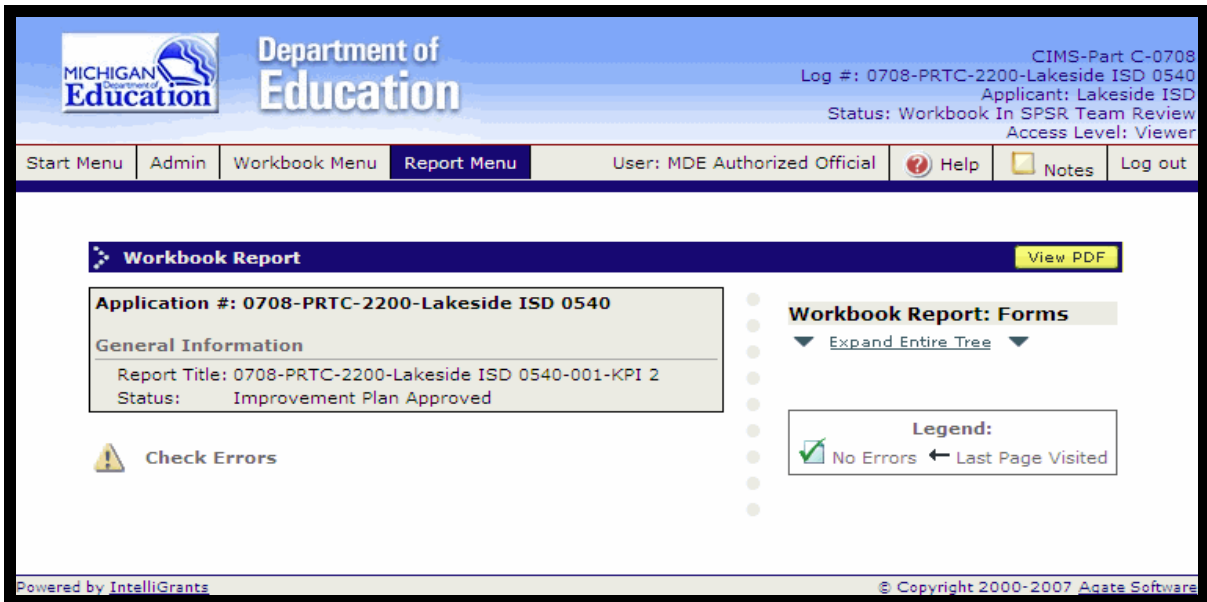 MICHIGAN
Department of
Education
Department of
Education
CIMS-Part C-0708
Log #: 0708-PRTC-2200-Lakeside ISD 0540
Applicant: Lakeside ISD
Status: Workbook In SPSR Team Review
Access Level: Viewer
Start Menu Admin Workbook Menu Report Menu User: MDE Authorized Official Help Notes Log out
Workbook Report View PDF
Application #: 0708-PRTC-2200-Lakeside ISD 0540
General Information
Report Title: 0708-PRTC-2200-Lakeside ISD 0540-001-KPI 2
Status: Improvement Plan Approved
Check Errors
Workbook Report: Forms
Expand Entire Tree
Legend:
No Errors Last Page Visited
Powered by IntelliGrants © Copyright 2000-2007 Agate Software